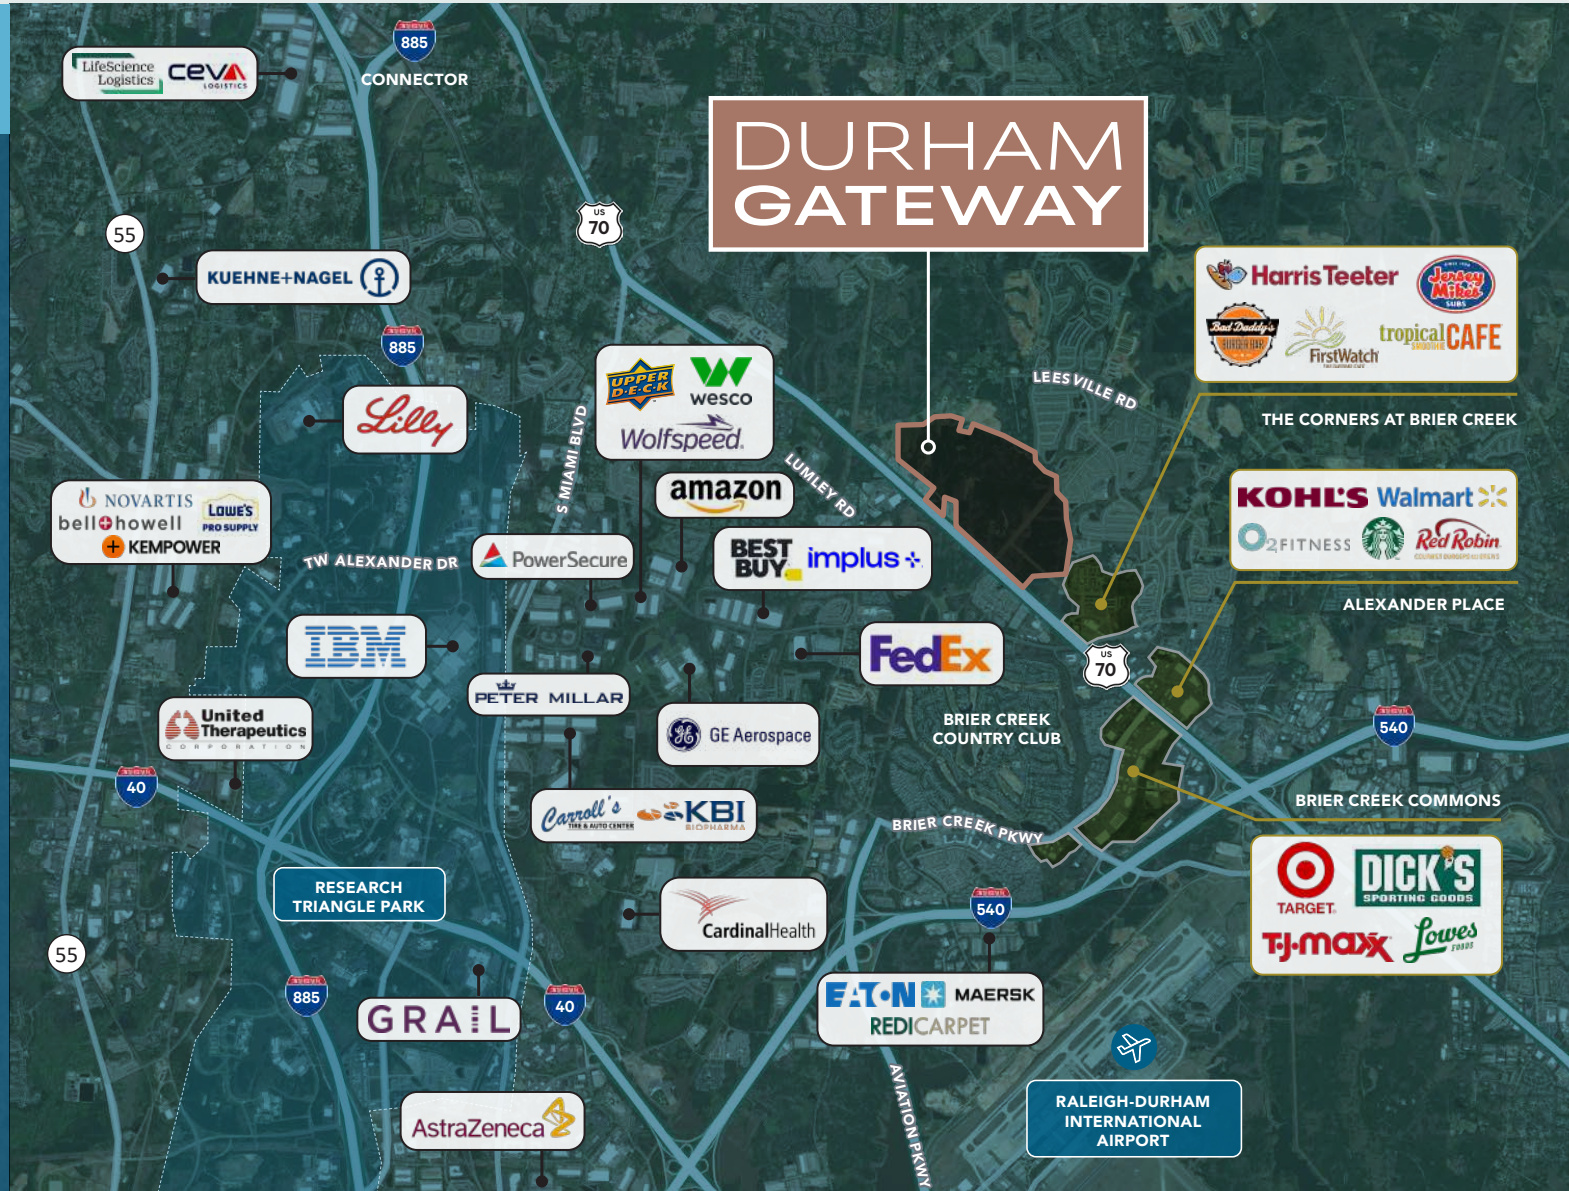 885
CONNECTOR
LifeScience
Logistics
CEVA
LOGISTICS
DURHAM
GATEWAY
55
US
70
KUEHNE+NAGEL
885
Harris Teeter
Jersey
Mike's
SUBS
Bad Daddy's
BURGER BAR
FirstWatch
tropical
SMOOTHIE
CAFE
THE CORNERS AT BRIER CREEK
LEESVILLE RD
Lilly
UPPER
D·E·C·K
wesco
Wolfspeed
S MIAMI BLVD
LUMLEY RD
amazon
KOHL'S
Walmart
O2FITNESS
Red Robin
ALEXANDER PLACE
NOVARTIS
LOWE'S
PRO SUPPLY
bell+howell
KEMPOWER
TW ALEXANDER DR
PowerSecure
BEST
BUY
implus
IBM
FedEx
US
70
PETER MILLAR
United
Therapeutics
CORPORATION
GE Aerospace
BRIER CREEK
COUNTRY CLUB
540
40
BRIER CREEK COMMONS
Carroll's
TIRE & AUTO CENTER
KBI
BIOPHARMA
BRIER CREEK PKWY
TARGET
DICK'S
SPORTING GOODS
T·J·maxx
Lowes
FOODS
RESEARCH
TRIANGLE PARK
CardinalHealth
540
55
885
GRAIL
40
EATON
MAERSK
REDICARPET
AVIATION PKWY
RALEIGH-DURHAM
INTERNATIONAL
AIRPORT
AstraZeneca